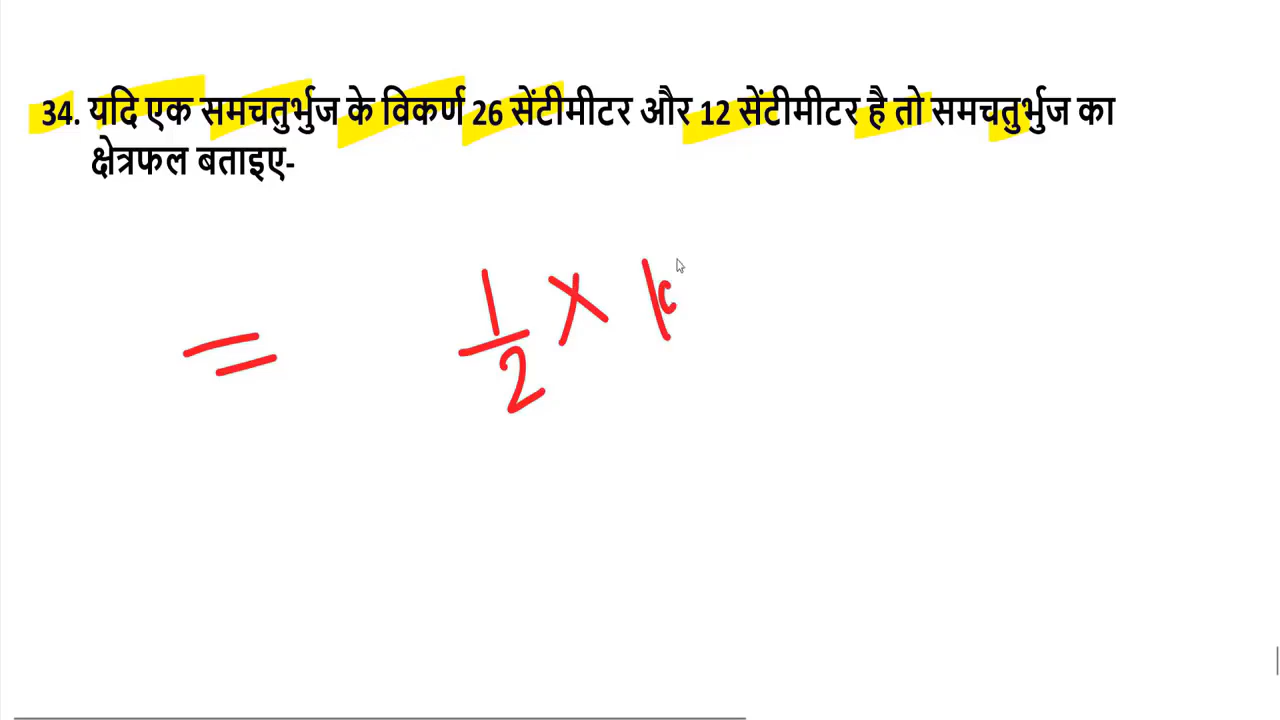 34. यदि एक समचतुर्भुज के विकर्ण 26 सेंटीमीटर और 12 सेंटीमीटर है तो समचतुर्भुज का
क्षेत्रफल बताइए-
= 1/2 ×